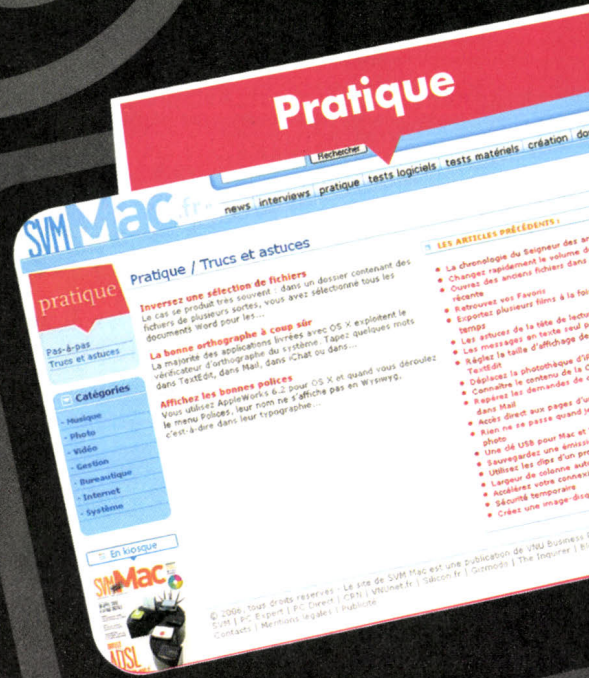 Pratique
Rechercher
news interviews pratique tests logiciels tests matériels création
SVMMac.fr
Pratique / Trucs et astuces
pratique
Pas-à-pas
Trucs et astuces
Catégories
- Musique
- Photo
- Vidéo
- Gestion
- Bureautique
- Internet
- Système
En kiosque
SVMMac
ADSL
Inversez une sélection de fichiers
Le cas se produit très souvent : dans un dossier contenant des
fichiers de plusieurs sortes, vous avez sélectionné tous les
documents Word pour les...
La bonne orthographe à coup sûr
La majorité des applications livrées avec OS X exploitent le
vérificateur d'orthographe du système. Tapez quelques mots
dans TextEdit, dans Mail, dans iChat ou dans...
Affichez les bonnes polices
Vous utilisez AppleWorks 6.2 pour OS X et quand vous déroulez
le menu Polices, leur nom ne s'affiche pas en Wysiwyg,
c'est-à-dire dans leur typographie...
LES ARTICLES PRÉCÉDENTS :
La chronologie du Seigneur des
Changez rapidement le volume
Ouvrez des anciens fichiers dans
récente
Retrouvez vos Favoris
Exportez plusieurs films à la fois
temps
Les astuces de la tête de
Les messages en texte seul
Réglez la taille d'affichage de
TextEdit
Déplacez la photothèque
Connaître le contenu de la
Repérez les demandes de
dans Mail
Accès direct aux pages
Rien ne se passe quand
photo
Une clé USB pour Mac et
Sauvegardez une
Utilisez les clips d'un
Largeur de colonne
Accélérez votre
Sécurité temporaire
Créez une
© 2006, tous droits réservés - Le site de SVM Mac est une publication de VNU Business
SVM | PC Expert | PC Direct | CRN | VNUnet.fr | Silicon.fr | Gizmodo | The Inquirer
Contacts | Mentions légales | Publicité